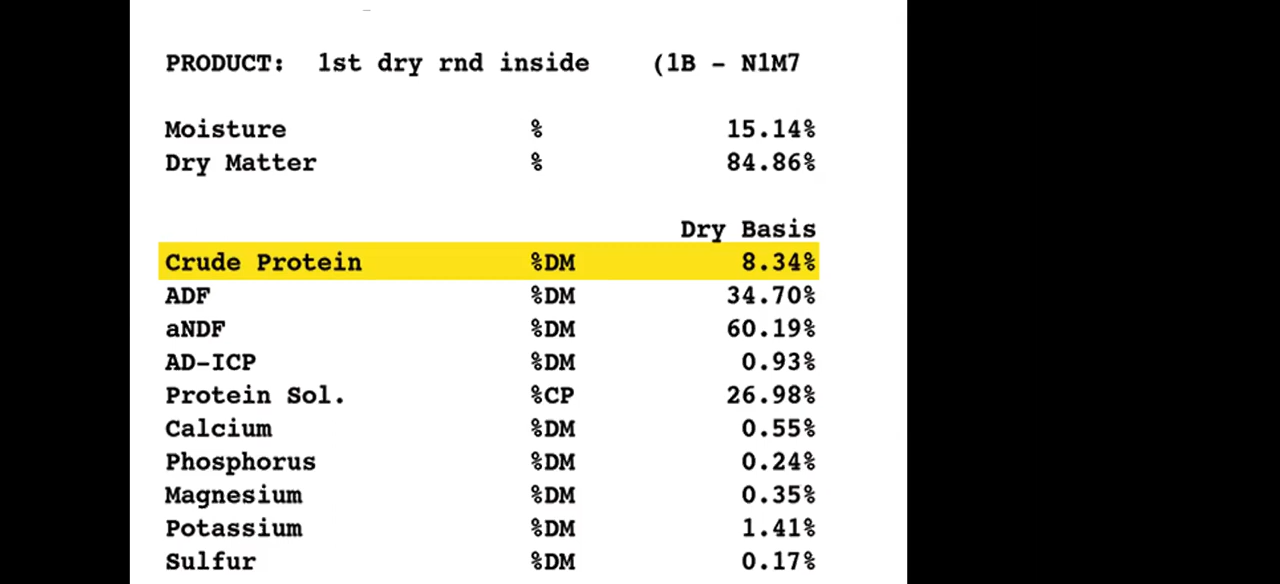 PRODUCT: 1st dry rnd inside (1B - N1M7
Moisture % 15.14%
Dry Matter % 84.86%
Dry Basis
Crude Protein %DM 8.34%
ADF %DM 34.70%
aNDF %DM 60.19%
AD-ICP %DM 0.93%
Protein Sol. %CP 26.98%
Calcium %DM 0.55%
Phosphorus %DM 0.24%
Magnesium %DM 0.35%
Potassium %DM 1.41%
Sulfur %DM 0.17%